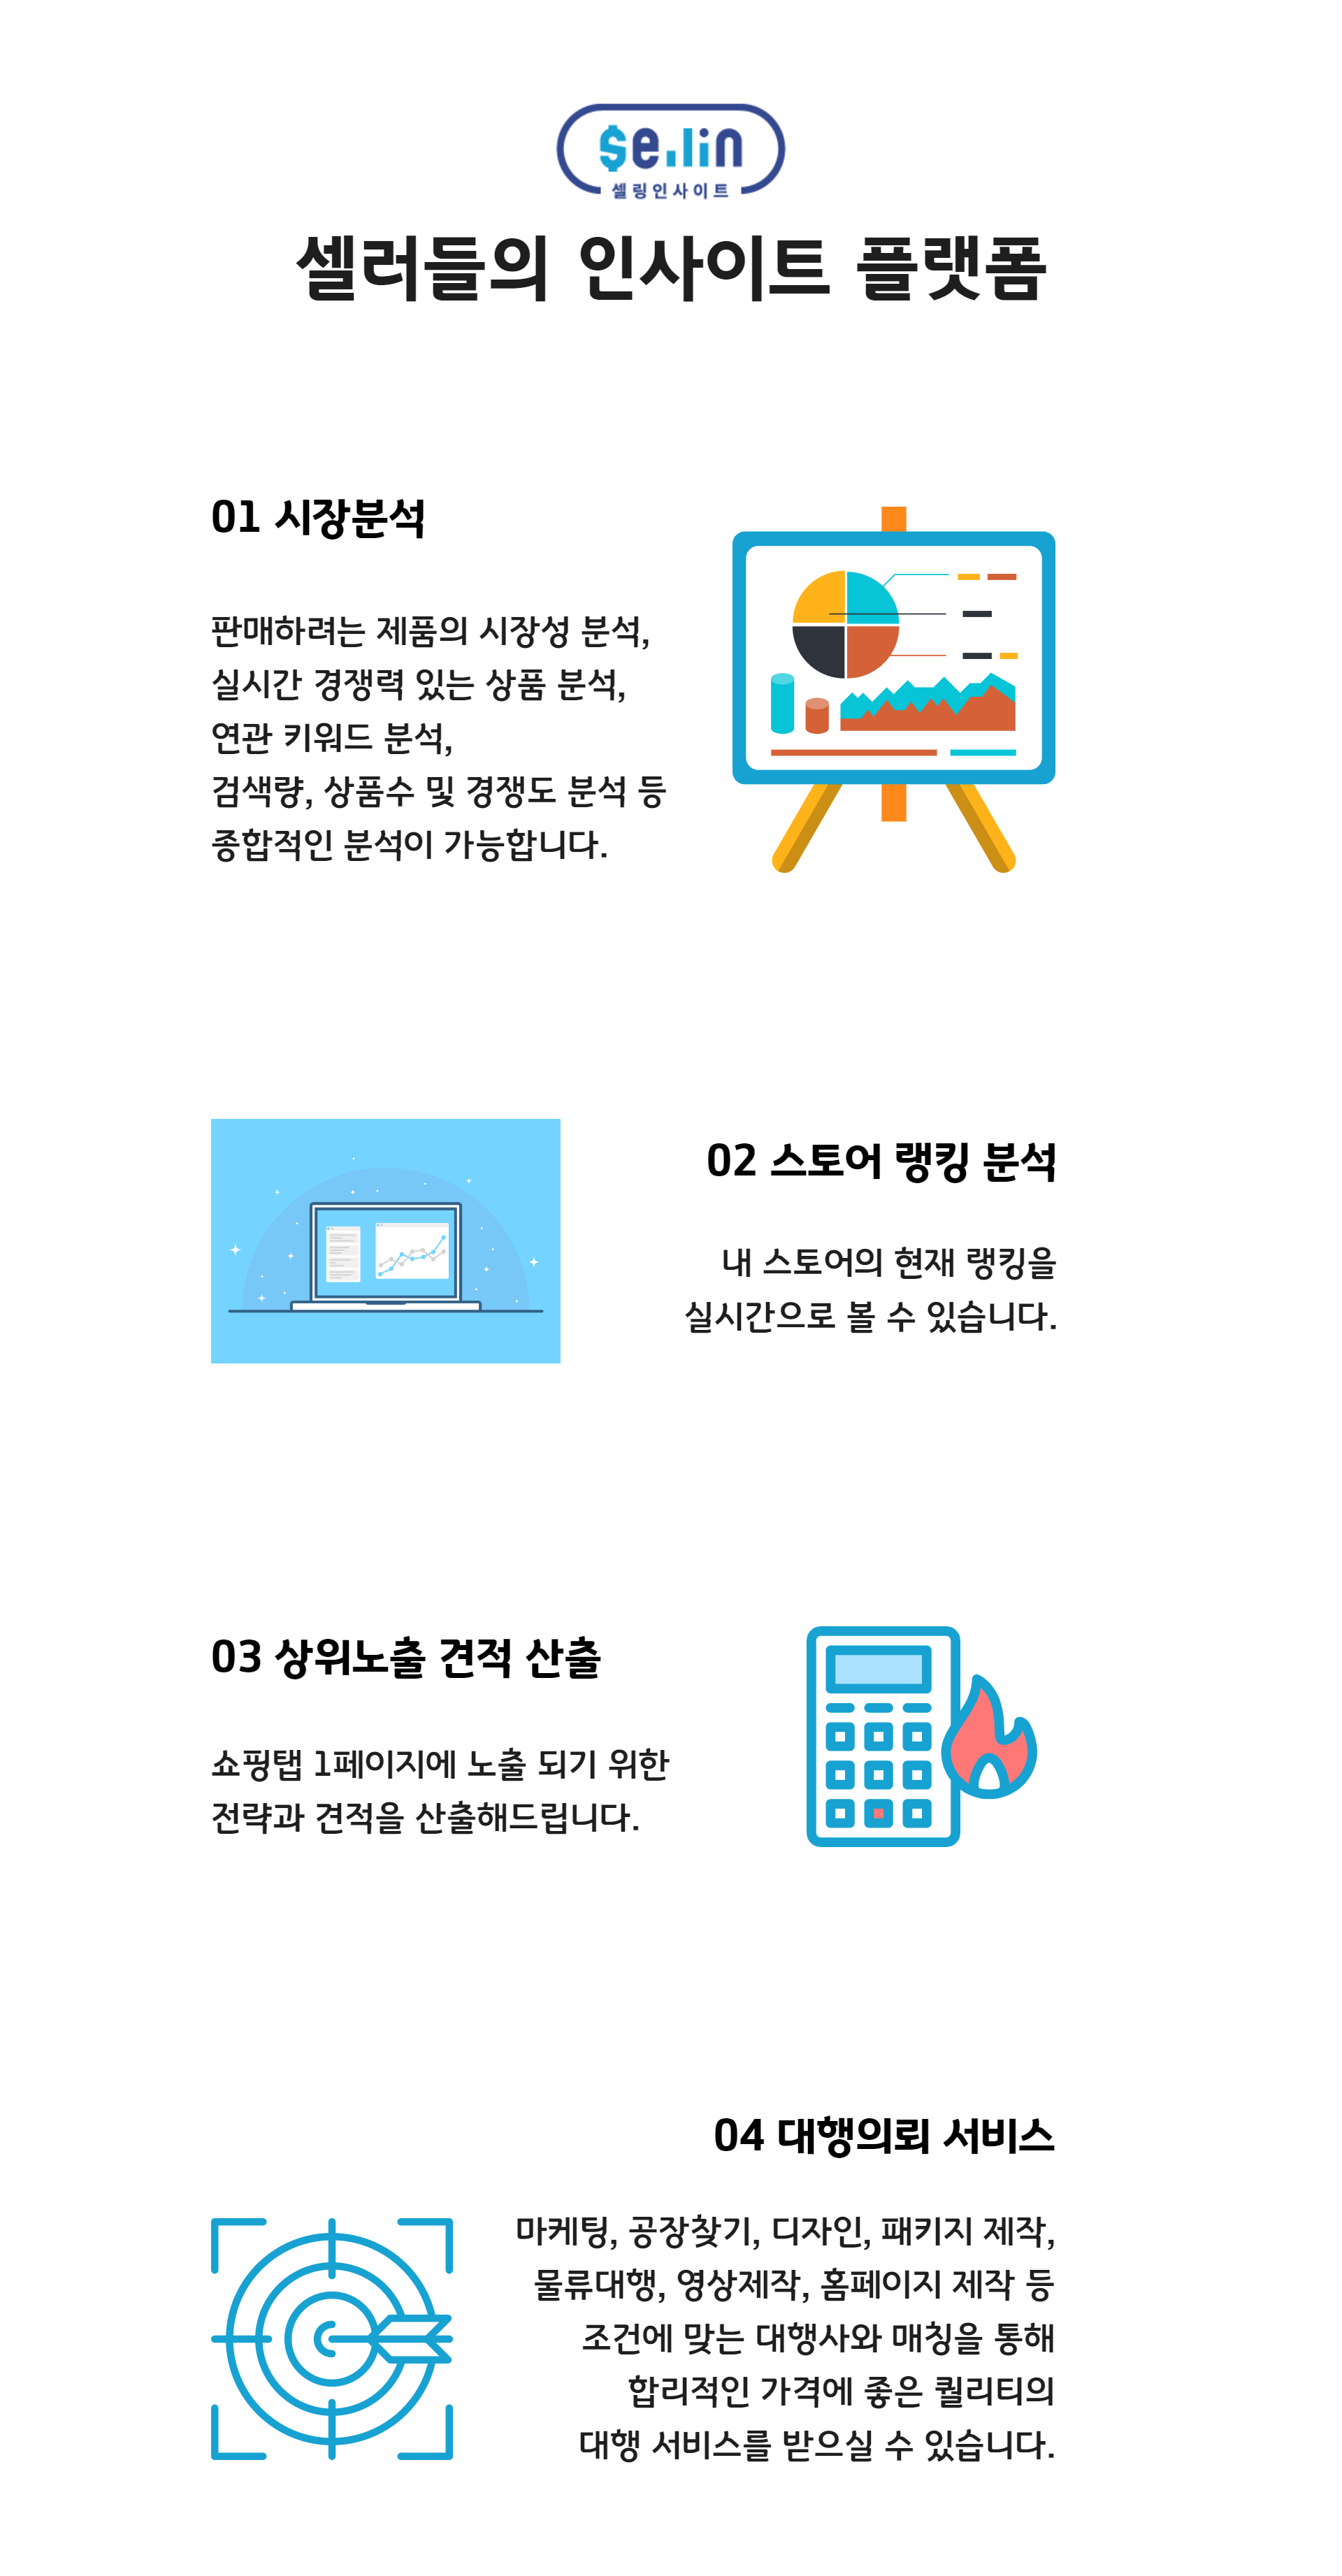 $e.lin
셀링인사이트
셀러들의 인사이트 플랫폼
01 시장분석
판매하려는 제품의 시장성 분석,
실시간 경쟁력 있는 상품 분석,
연관 키워드 분석,
검색량, 상품수 및 경쟁도 분석 등
종합적인 분석이 가능합니다.
02 스토어 랭킹 분석
내 스토어의 현재 랭킹을
실시간으로 볼 수 있습니다.
03 상위노출 견적 산출
쇼핑탭 1페이지에 노출 되기 위한
전략과 견적을 산출해드립니다.
04 대행의뢰 서비스
마케팅, 공장찾기, 디자인, 패키지 제작,
물류대행, 영상제작, 홈페이지 제작 등
조건에 맞는 대행사와 매칭을 통해
합리적인 가격에 좋은 퀄리티의
대행 서비스를 받으실 수 있습니다.